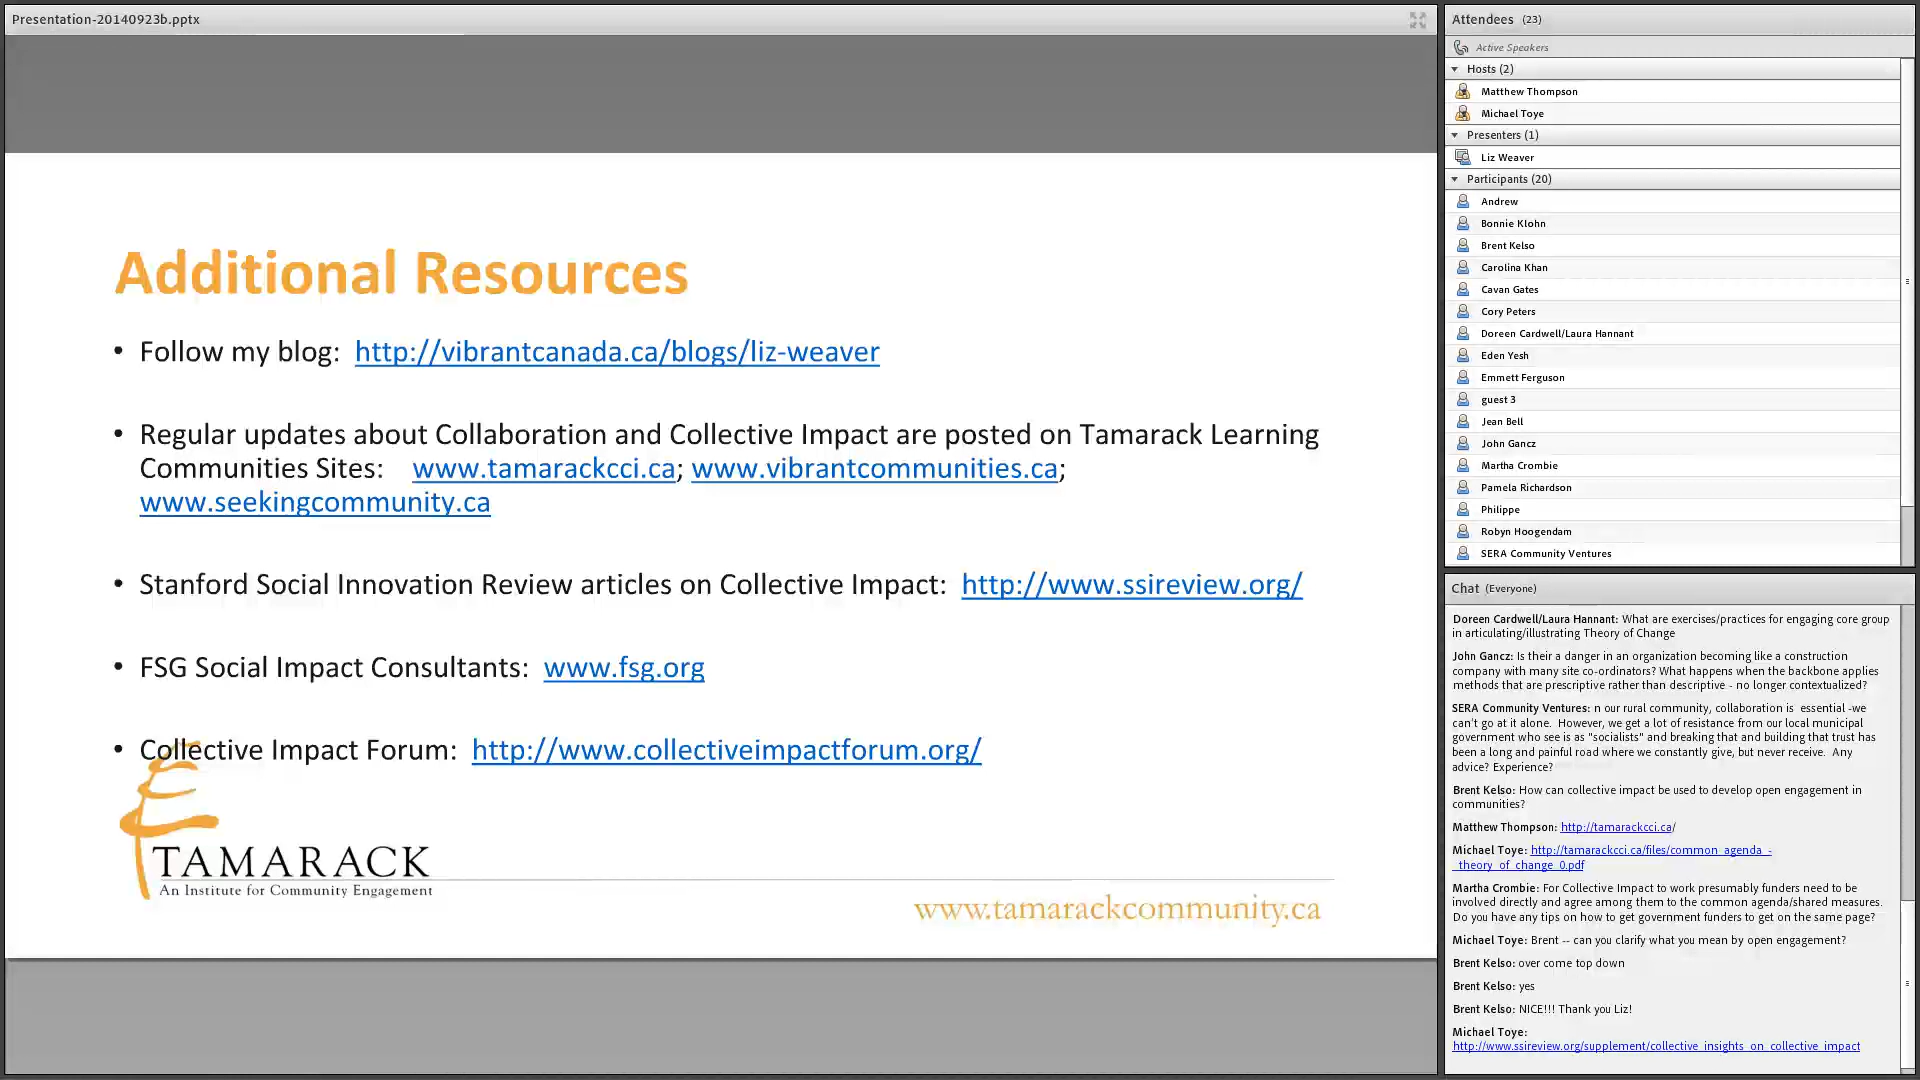 Presentation-20140923b.pptx
Additional Resources
• Follow my blog: http://vibrantcanada.ca/blogs/liz-weaver
• Regular updates about Collaboration and Collective Impact are posted on Tamarack Learning
Communities Sites: www.tamarackcci.ca; www.vibrantcommunities.ca;
www.seekingcommunity.ca
• Stanford Social Innovation Review articles on Collective Impact: http://www.ssireview.org/
• FSG Social Impact Consultants: www.fsg.org
• Collective Impact Forum: http://www.collectiveimpactforum.org/
TAMARACK
An Institute for Community Engagement
www.tamarackcommunity.ca
Attendees (23)
Active Speakers
Hosts (2)
Matthew Thompson
Michael Toye
Presenters (1)
Liz Weaver
Participants (20)
Andrew
Bonnie Klohn
Brent Kelso
Carolina Khan
Cavan Gates
Cory Peters
Doreen Cardwell/Laura Hannant
Eden Yesh
Emmett Ferguson
guest 3
Jean Bell
John Gancz
Martha Crombie
Pamela Richardson
Philippe
Robyn Hoogendam
SERA Community Ventures
Chat (Everyone)
Doreen Cardwell/Laura Hannant: What are exercises/practices for engaging core group
in articulating/illustrating Theory of Change
John Gancz: Is their a danger in an organization becoming like a construction
company with many site co-ordinators? What happens when the backbone applies
methods that are prescriptive rather than descriptive - no longer contextualized?
SERA Community Ventures: n our rural community, collaboration is essential -we
can't go at it alone. However, we get a lot of resistance from our local municipal
government who see is as "socialists" and breaking that and building that trust has
been a long and painful road where we constantly give, but never receive. Any
advice? Experience?
Brent Kelso: How can collective impact be used to develop open engagement in
communities?
Matthew Thompson: http://tamarackcci.ca/
Michael Toye: http://tamarackcci.ca/files/common_agenda_-
_theory_of_change_0.pdf
Martha Crombie: For Collective Impact to work presumably funders need to be
involved directly and agree among them to the common agenda/shared measures.
Do you have any tips on how to get government funders to get on the same page?
Michael Toye: Brent -- can you clarify what you mean by open engagement?
Brent Kelso: over come top down
Brent Kelso: yes
Brent Kelso: NICE!!! Thank you Liz!
Michael Toye:
http://www.ssireview.org/supplement/collective_insights_on_collective_impact